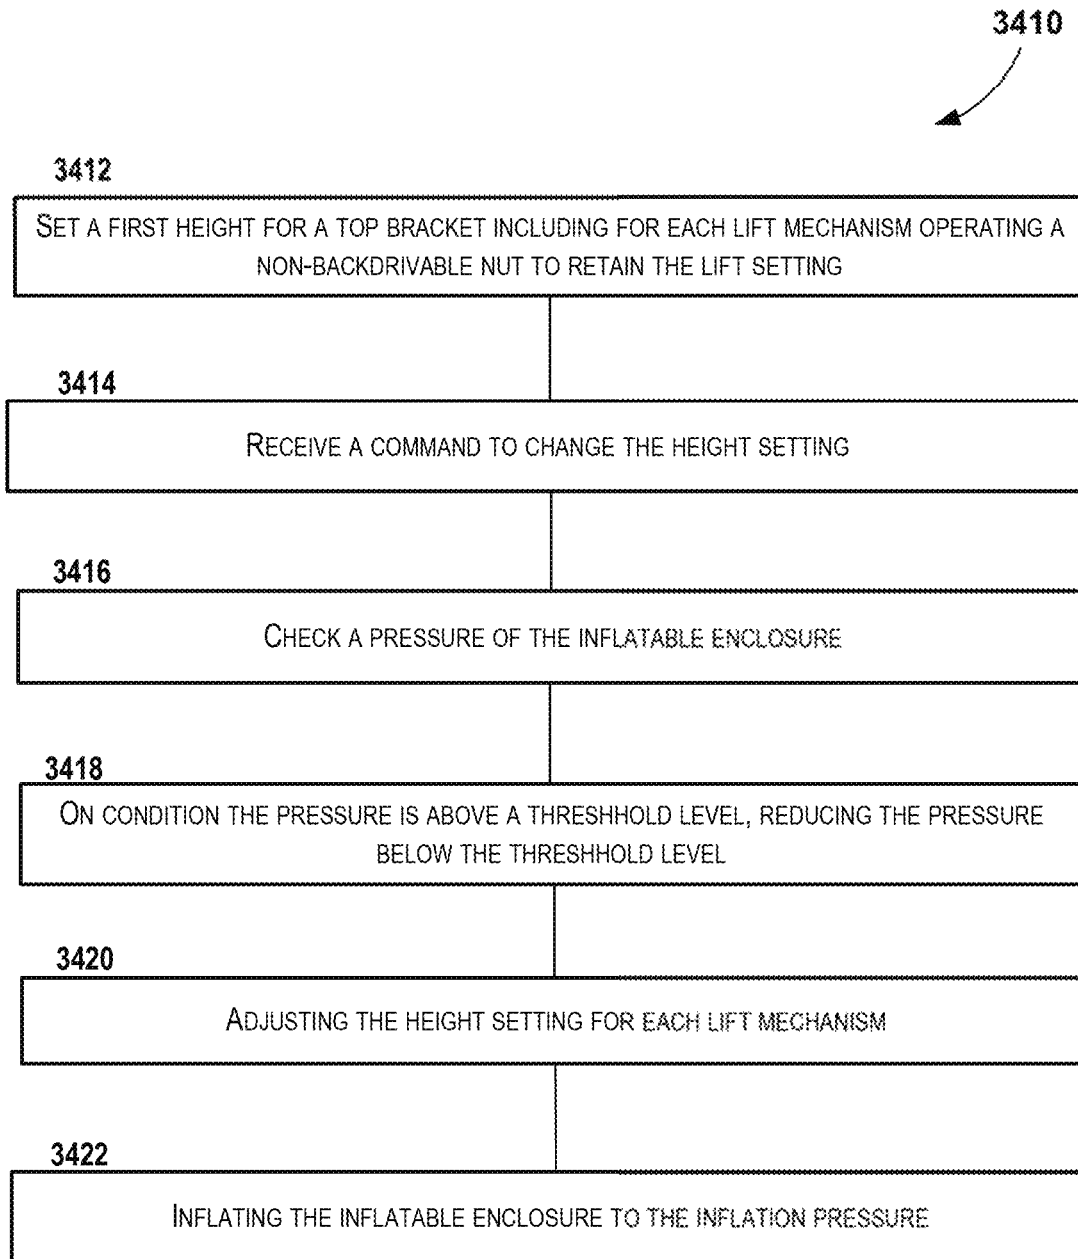 3410
3412
SET A FIRST HEIGHT FOR A TOP BRACKET INCLUDING FOR EACH LIFT MECHANISM OPERATING A
NON-BACKDRIVABLE NUT TO RETAIN THE LIFT SETTING
3414
RECEIVE A COMMAND TO CHANGE THE HEIGHT SETTING
3416
CHECK A PRESSURE OF THE INFLATABLE ENCLOSURE
3418
ON CONDITION THE PRESSURE IS ABOVE A THRESHHOLD LEVEL, REDUCING THE PRESSURE
BELOW THE THRESHHOLD LEVEL
3420
ADJUSTING THE HEIGHT SETTING FOR EACH LIFT MECHANISM
3422
INFLATING THE INFLATABLE ENCLOSURE TO THE INFLATION PRESSURE